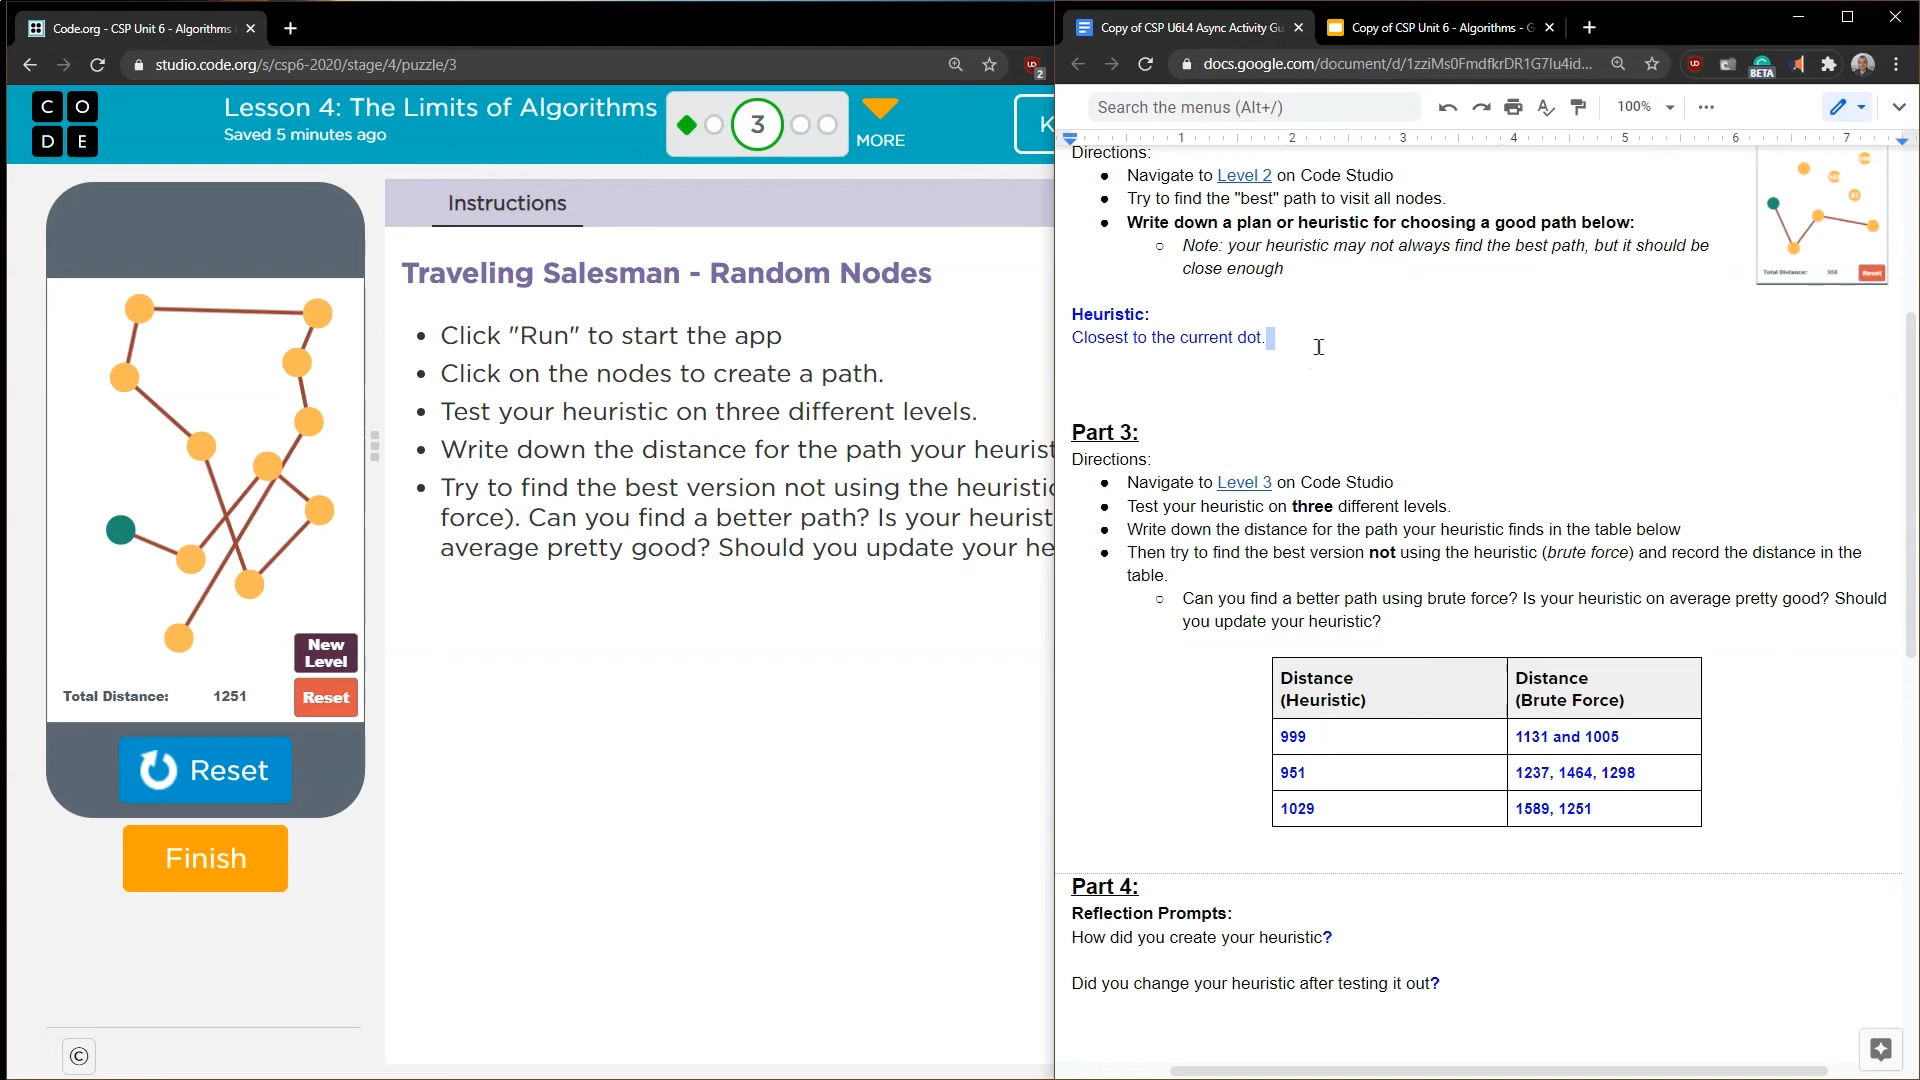 Code.org - CSP Unit 6 - Algorithms
studio.code.org/s/csp6-2020/stage/4/puzzle/3
2
C O
D E
Lesson 4: The Limits of Algorithms
Saved 5 minutes ago
3
MORE
K
Instructions
Traveling Salesman - Random Nodes
Click "Run" to start the app
Click on the nodes to create a path.
Test your heuristic on three different levels.
Write down the distance for the path your heurist
Try to find the best version not using the heuristic
force). Can you find a better path? Is your heurist
average pretty good? Should you update your he
New
Level
Total Distance: 1251
Reset
Reset
Finish
©
Copy of CSP U6L4 Async Activity Gu
Copy of CSP Unit 6 - Algorithms - G
docs.google.com/document/d/1zziMs0FmdfkrDR1G7lu4id...
BETA
Search the menus (Alt+/)
100%
1 2 3 4 5 6 7
Directions:
Navigate to Level 2 on Code Studio
Try to find the "best" path to visit all nodes.
Write down a plan or heuristic for choosing a good path below:
Note: your heuristic may not always find the best path, but it should be
close enough
Total Distance: 358 Reset
Heuristic:
Closest to the current dot.
Part 3:
Directions:
Navigate to Level 3 on Code Studio
Test your heuristic on three different levels.
Write down the distance for the path your heuristic finds in the table below
Then try to find the best version not using the heuristic (brute force) and record the distance in the
table.
Can you find a better path using brute force? Is your heuristic on average pretty good? Should
you update your heuristic?
Distance
(Heuristic)
Distance
(Brute Force)
999
1131 and 1005
951
1237, 1464, 1298
1029
1589, 1251
Part 4:
Reflection Prompts:
How did you create your heuristic?
Did you change your heuristic after testing it out?